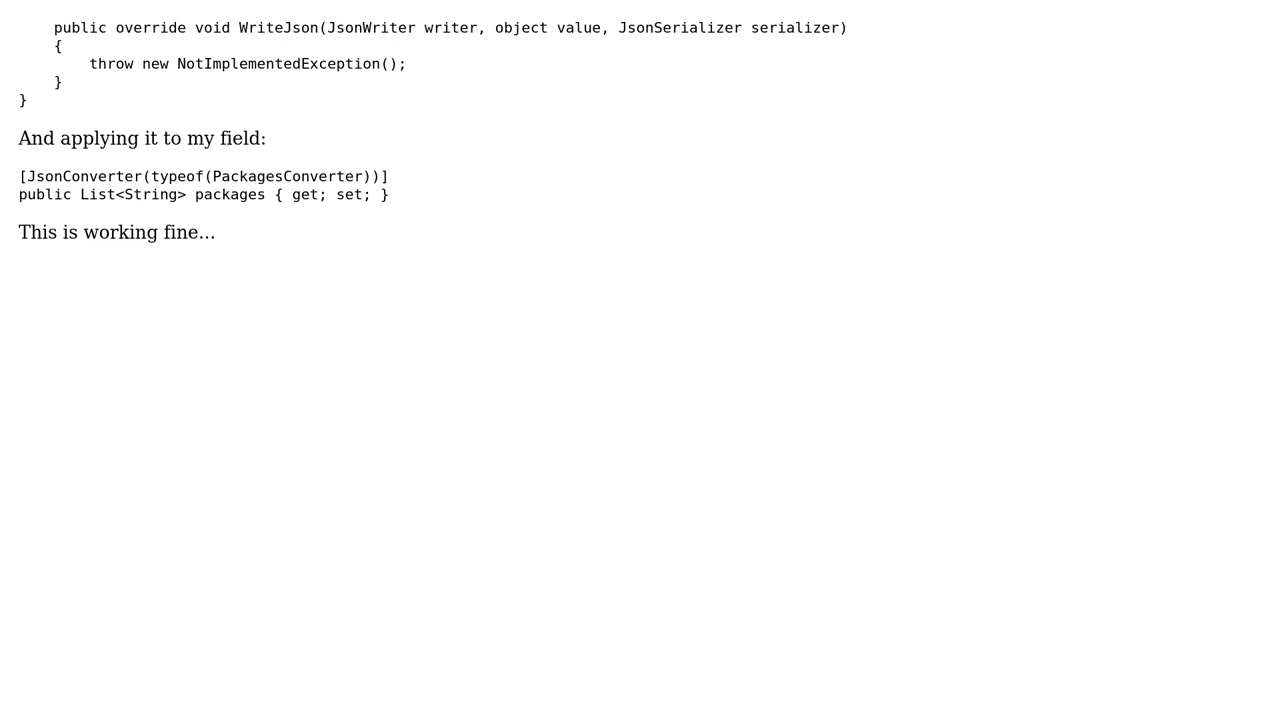 public override void WriteJson(JsonWriter writer, object value, JsonSerializer serializer)
    {
        throw new NotImplementedException();
    }
}
And applying it to my field:
[JsonConverter(typeof(PackagesConverter))]
public List<String> packages { get; set; }
This is working fine...